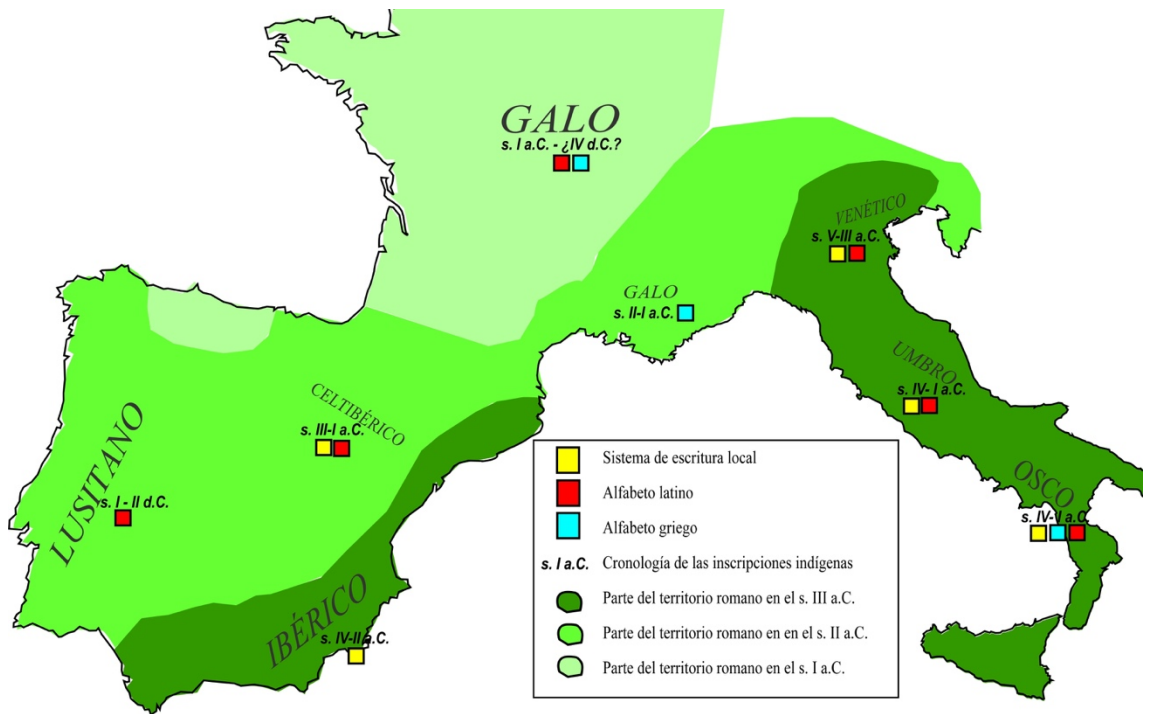 GALO
s. I a.C. - ¿IV d.C.?
VENÉTICO
s. V-III a.C.
GALO
s. II-I a.C.
UMBRO
s. IV- I a.C.
CELTIBÉRICO
s. III-I a.C.
LUSITANO
s. I - II d.C.
OSCO
s. IV- I a.C.
IBÉRICO
s. IV-II a.C.
Sistema de escritura local
Alfabeto latino
Alfabeto griego
s. I a.C. Cronología de las inscripciones indígenas
Parte del territorio romano en el s. III a.C.
Parte del territorio romano en en el s. II a.C.
Parte del territorio romano en el s. I a.C.